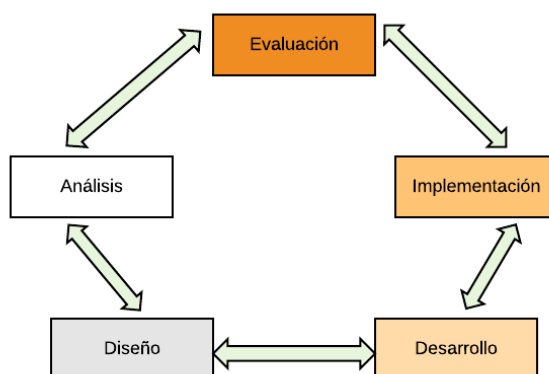 Evaluación
Análisis
Implementación
Diseño
Desarrollo